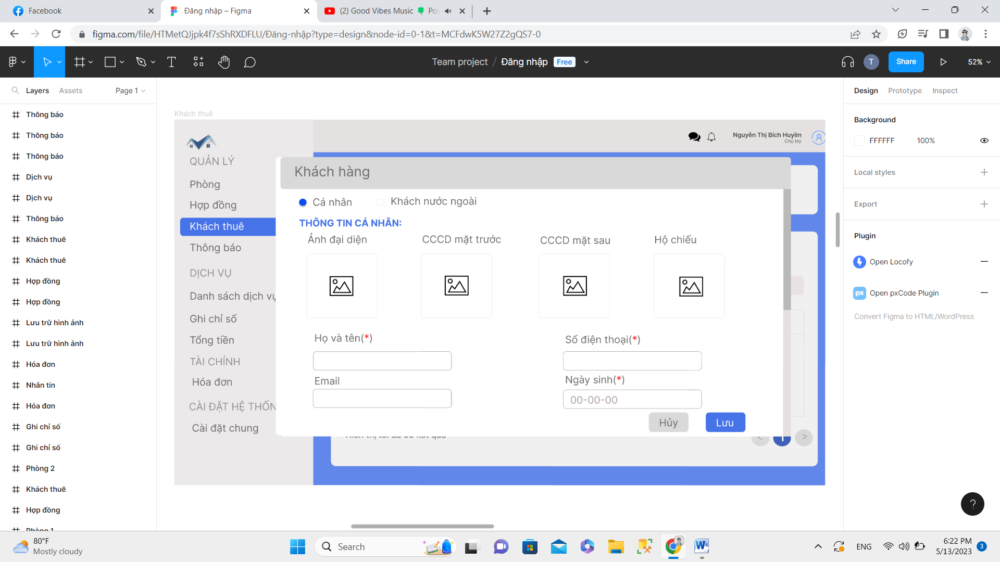 Facebook
Đăng nhập – Figma
(2) Good Vibes Music 🍀 Pos
figma.com/file/HTMetQJjpk4f7sShRXDFLU/Đăng-nhập?type=design&node-id=0-1&t=MCFdwK5W27Z2gQS7-0
Team project / Đăng nhập Free
T
Share
52%
Layers Assets Page 1
Thông báo
Thông báo
Thông báo
Dịch vụ
Dịch vụ
Thông báo
Khách thuê
Khách thuê
Hợp đồng
Hợp đồng
Lưu trữ hình ảnh
Lưu trữ hình ảnh
Hóa đơn
Nhắn tin
Hóa đơn
Ghi chỉ số
Ghi chỉ số
Phòng 2
Khách thuê
Hợp đồng
Phòng 1
Khách thuê
Nguyễn Thị Bích Huyền
Chủ trọ
QUẢN LÝ
Phòng
Hợp đồng
Khách thuê
Thông báo
DỊCH VỤ
Danh sách dịch vụ
Ghi chỉ số
Tổng tiền
TÀI CHÍNH
Hóa đơn
CÀI ĐẶT HỆ THỐN
Cài đặt chung
Khách hàng
Cá nhân Khách nước ngoài
THÔNG TIN CÁ NHÂN:
Ảnh đại diện CCCD mặt trước CCCD mặt sau Hộ chiếu
Họ và tên(*) Số điện thoại(*)
Email Ngày sinh(*)
00-00-00
Hủy Lưu
< 1 >
Design Prototype Inspect
Background
FFFFFF 100%
Local styles
Export
Plugin
Open Locofy
px Open pxCode Plugin
Convert Figma to HTML/WordPress
?
80°F
Mostly cloudy
Search
ENG
6:22 PM
5/13/2023
3